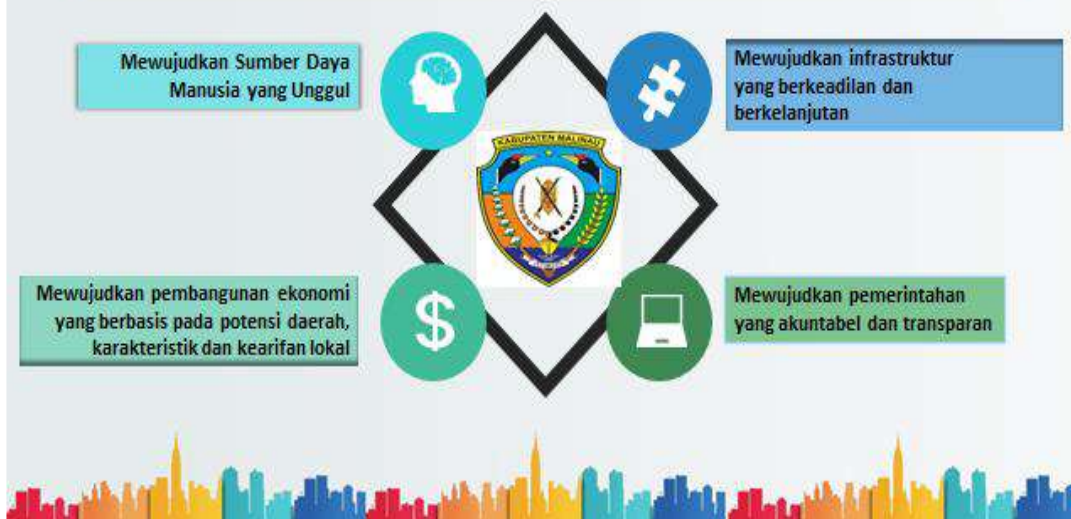 Mewujudkan Sumber Daya
Manusia yang Unggul
Mewujudkan infrastruktur
yang berkeadilan dan
berkelanjutan
KABUPATEN MALINAU
Mewujudkan pembangunan ekonomi
yang berbasis pada potensi daerah,
karakteristik dan kearifan lokal
$
Mewujudkan pemerintahan
yang akuntabel dan transparan